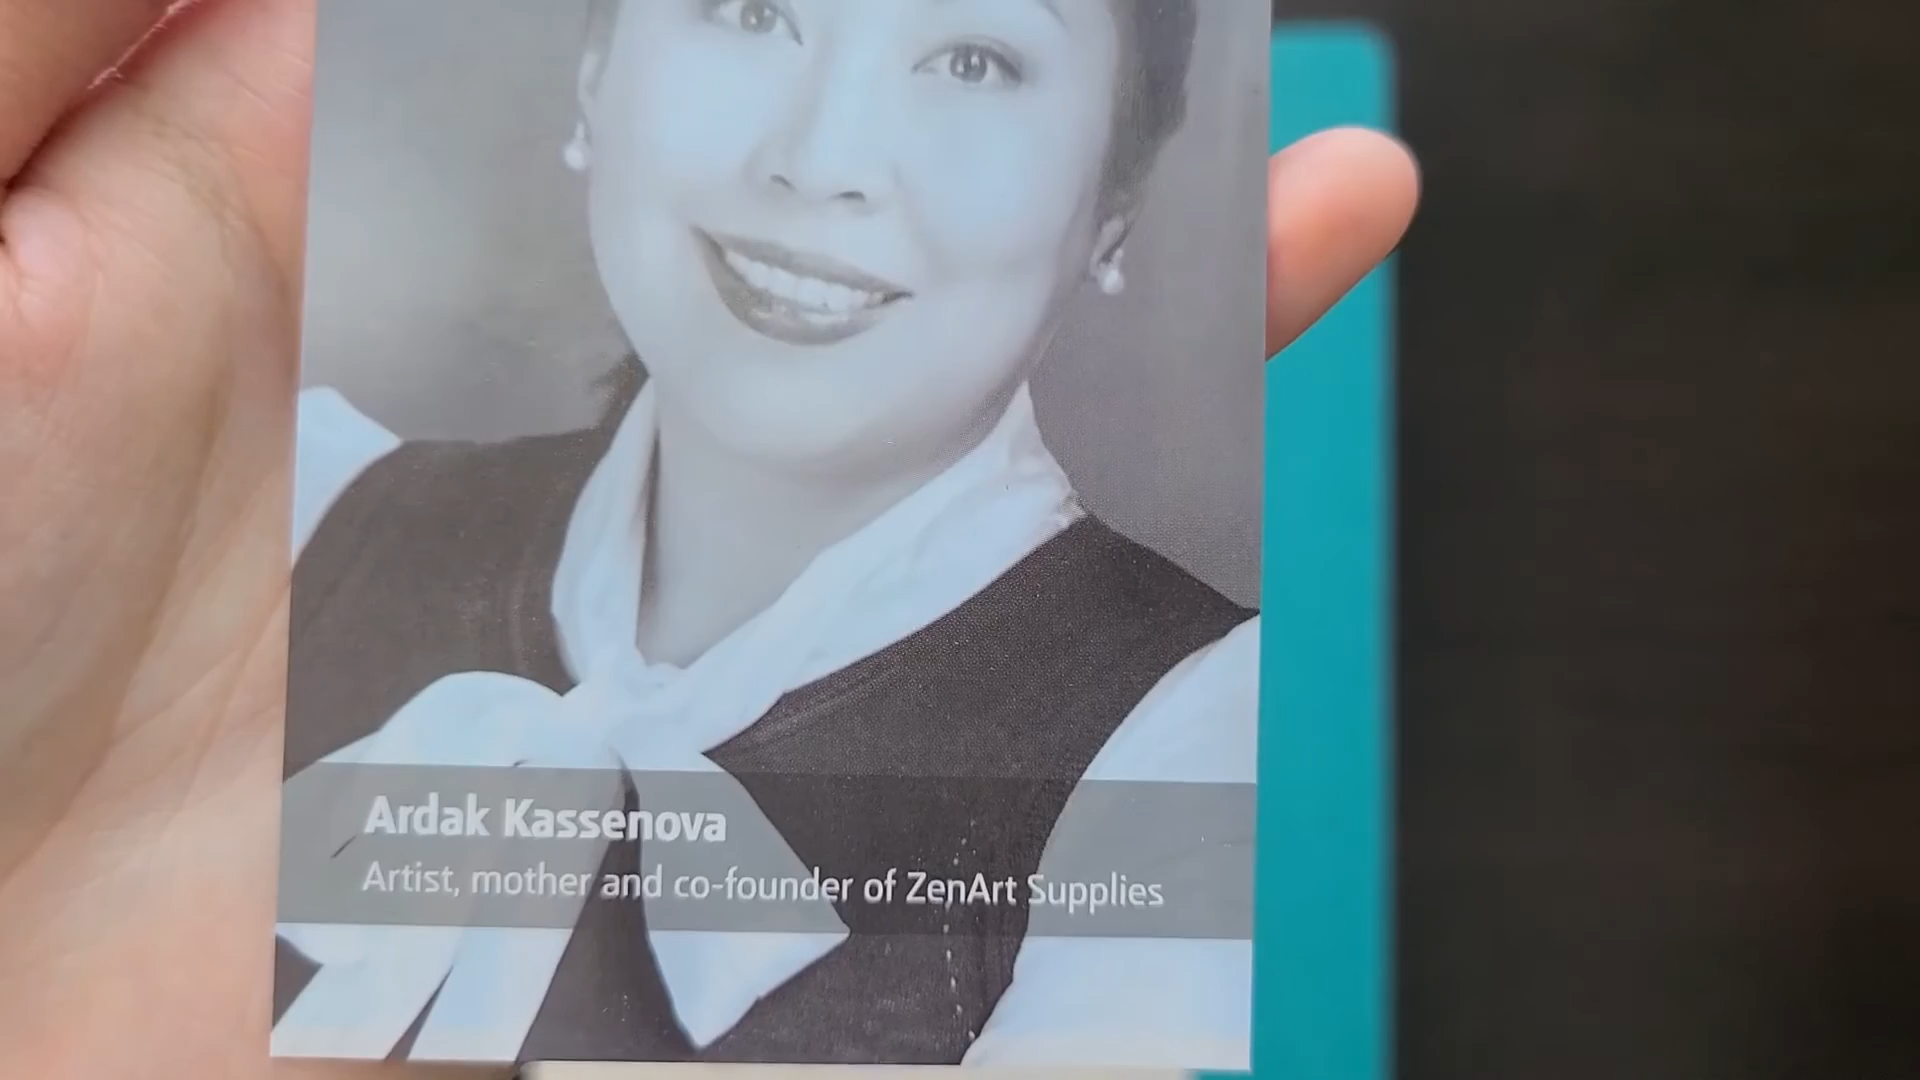 Ardak Kassenova
Artist, mother and co-founder of ZenArt Supplies